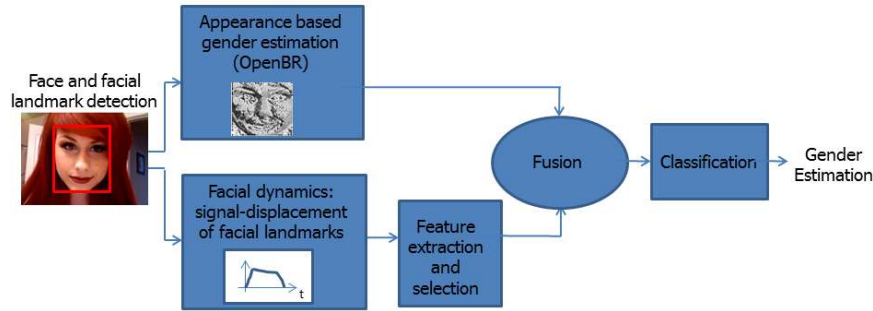 Face and facial
landmark detection
Appearance based
gender estimation
(OpenBR)
Facial dynamics:
signal-displacement
of facial landmarks
t
Feature
extraction
and
selection
Fusion
Classification
Gender
Estimation